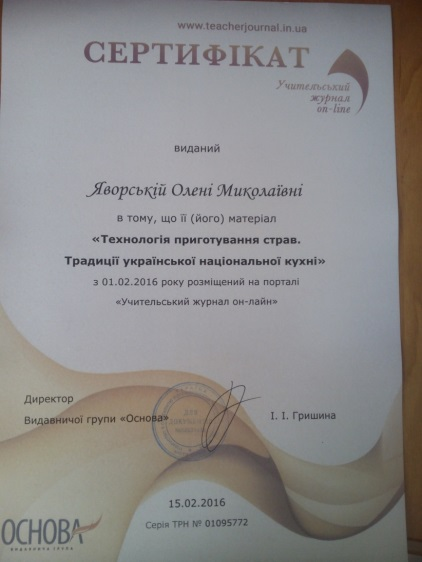 www.teacherjournal.in.ua
СЕРТИФІКАТ
Учительський
журнал
on-line
виданий
Яворській Олені Миколаївні
в тому, що її (його) матеріал
«Технологія приготування страв.
Традиції української національної кухні»
з 01.02.2016 року розміщений на порталі
«Учительський журнал он-лайн»
Директор
Видавничої групи «Основа»
І. І. Гришина
ОСНОВА
ВИДАВНИЧА ГРУПА
15.02.2016
Серія ТРН № 01095772